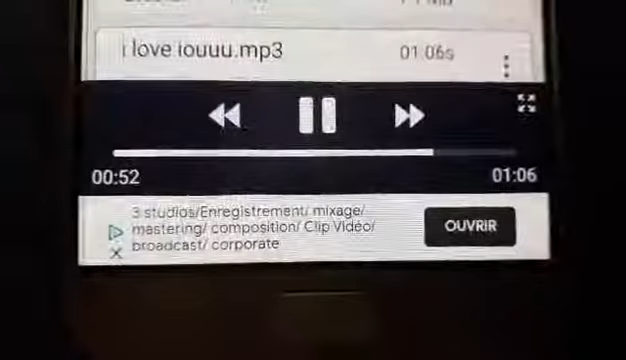 i love iouuu.mp3
01.06s
00:52
01:06
3 studios/Enregistrement/ mixage/
mastering/ composition/ Clip Vidéo/
broadcast/ corporate
OUVRIR